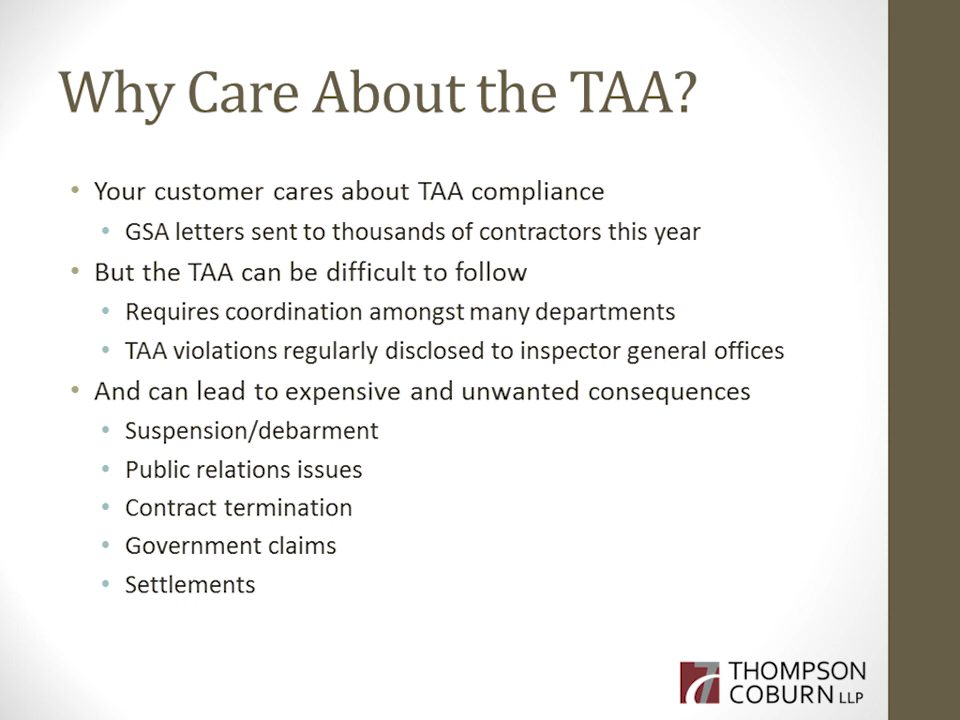 Why Care About the TAA?
• Your customer cares about TAA compliance
• GSA letters sent to thousands of contractors this year
• But the TAA can be difficult to follow
• Requires coordination amongst many departments
• TAA violations regularly disclosed to inspector general offices
• And can lead to expensive and unwanted consequences
• Suspension/debarment
• Public relations issues
• Contract termination
• Government claims
• Settlements
THOMPSON
COBURN LLP